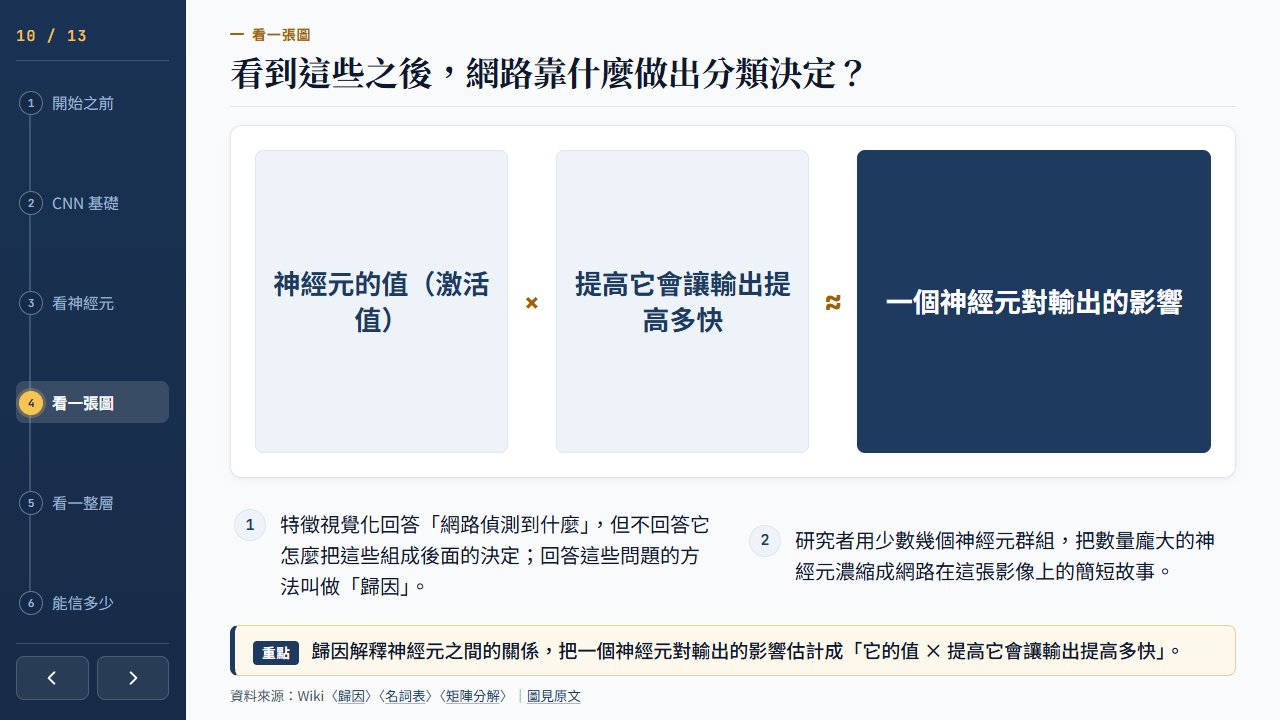 10 / 13
1 開始之前
2 CNN 基礎
3 看神經元
4 看一張圖
5 看一整層
6 能信多少
看一張圖
看到這些之後，網路靠什麼做出分類決定？
神經元的值（激活
值）
×
提高它會讓輸出提
高多快
≈
一個神經元對輸出的影響
1 特徵視覺化回答「網路偵測到什麼」，但不回答它
怎麼把這些組成後面的決定；回答這些問題的方
法叫做「歸因」。
2 研究者用少數幾個神經元群組，把數量龐大的神
經元濃縮成網路在這張影像上的簡短故事。
重點 歸因解釋神經元之間的關係，把一個神經元對輸出的影響估計成「它的值 × 提高它會讓輸出提高多快」。
資料來源：Wiki〈歸因〉〈名詞表〉〈矩陣分解〉｜圖見原文